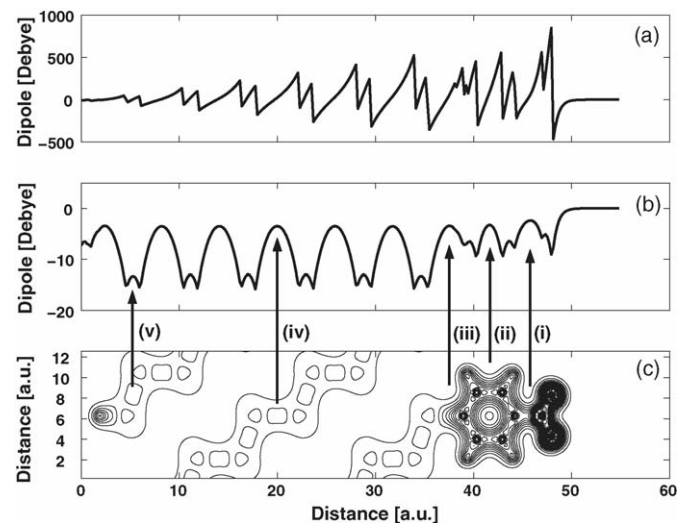 1000
500
0
-500
Dipole [Debye]
(a)
0
-10
-20
Dipole [Debye]
(b)
(v)
(iv)
(iii)
(ii)
(i)
12
10
8
6
4
2
Distance [a.u.]
(c)
0
10
20
30
40
50
60
Distance [a.u.]